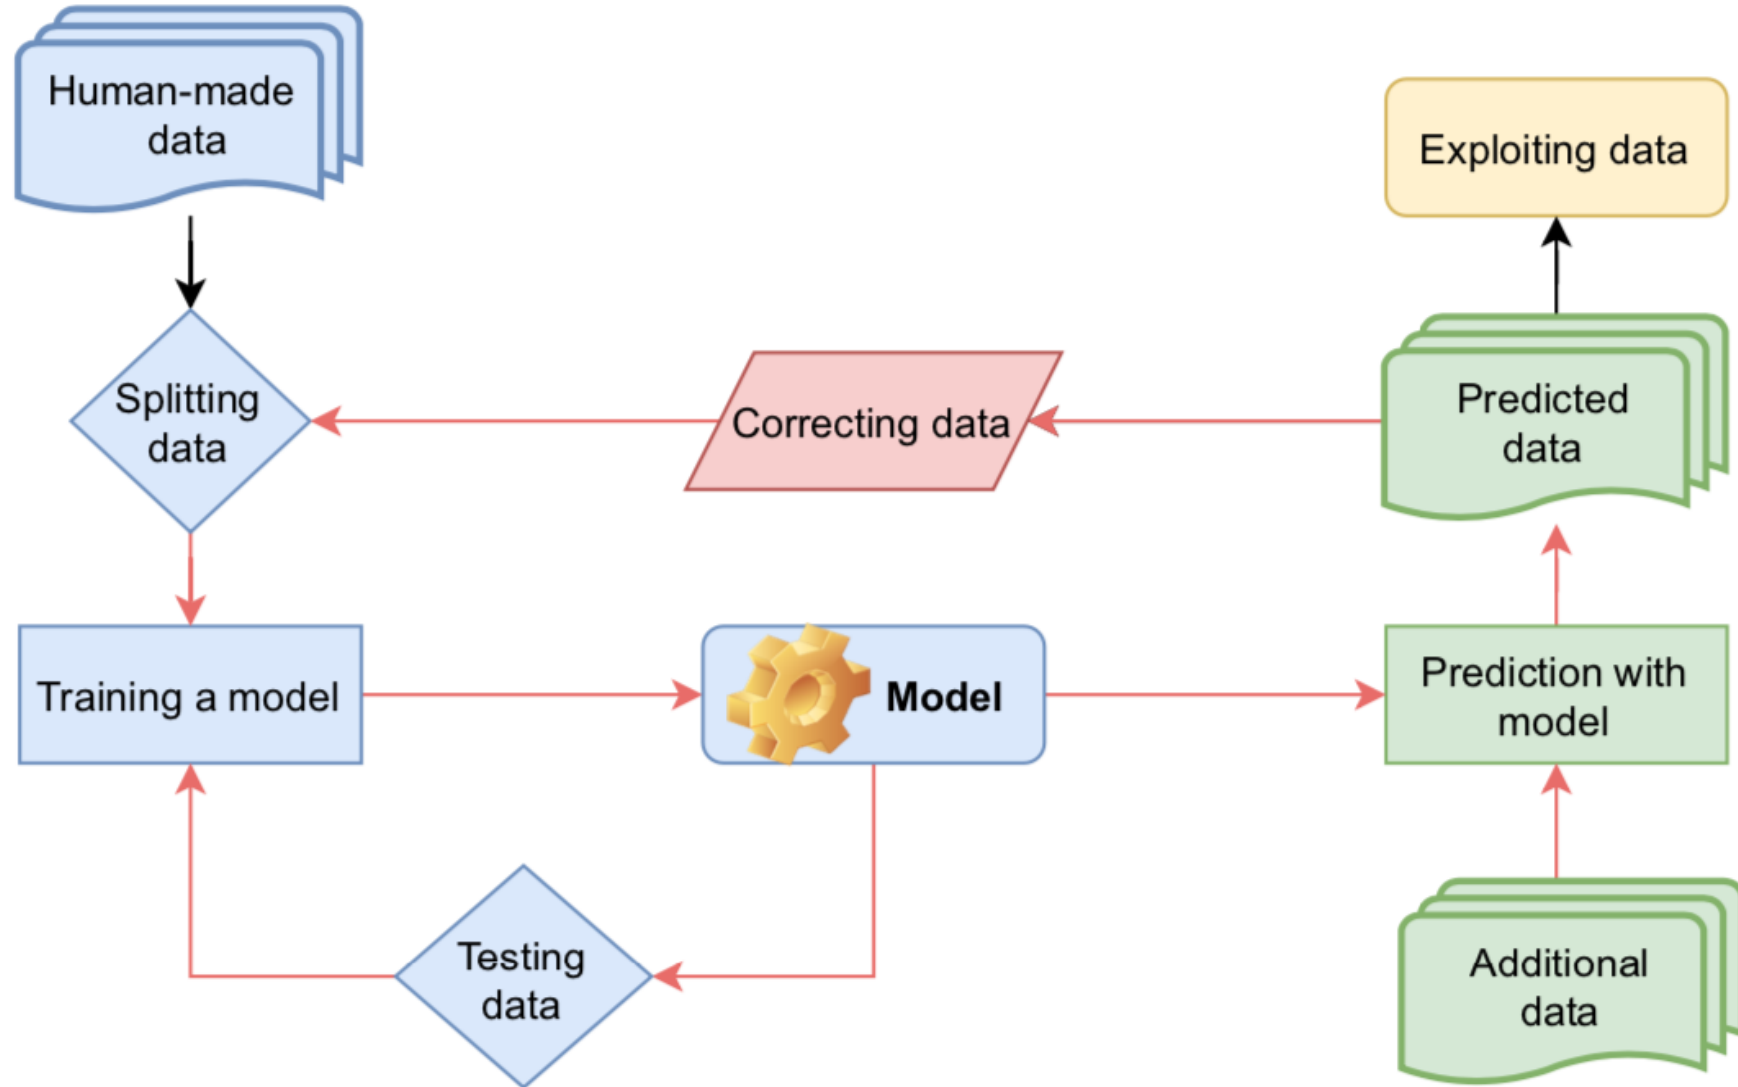 Human-made
data
Exploiting data
Splitting
data
Correcting data
Predicted
data
Training a model
Model
Prediction with
model
Testing
data
Additional
data